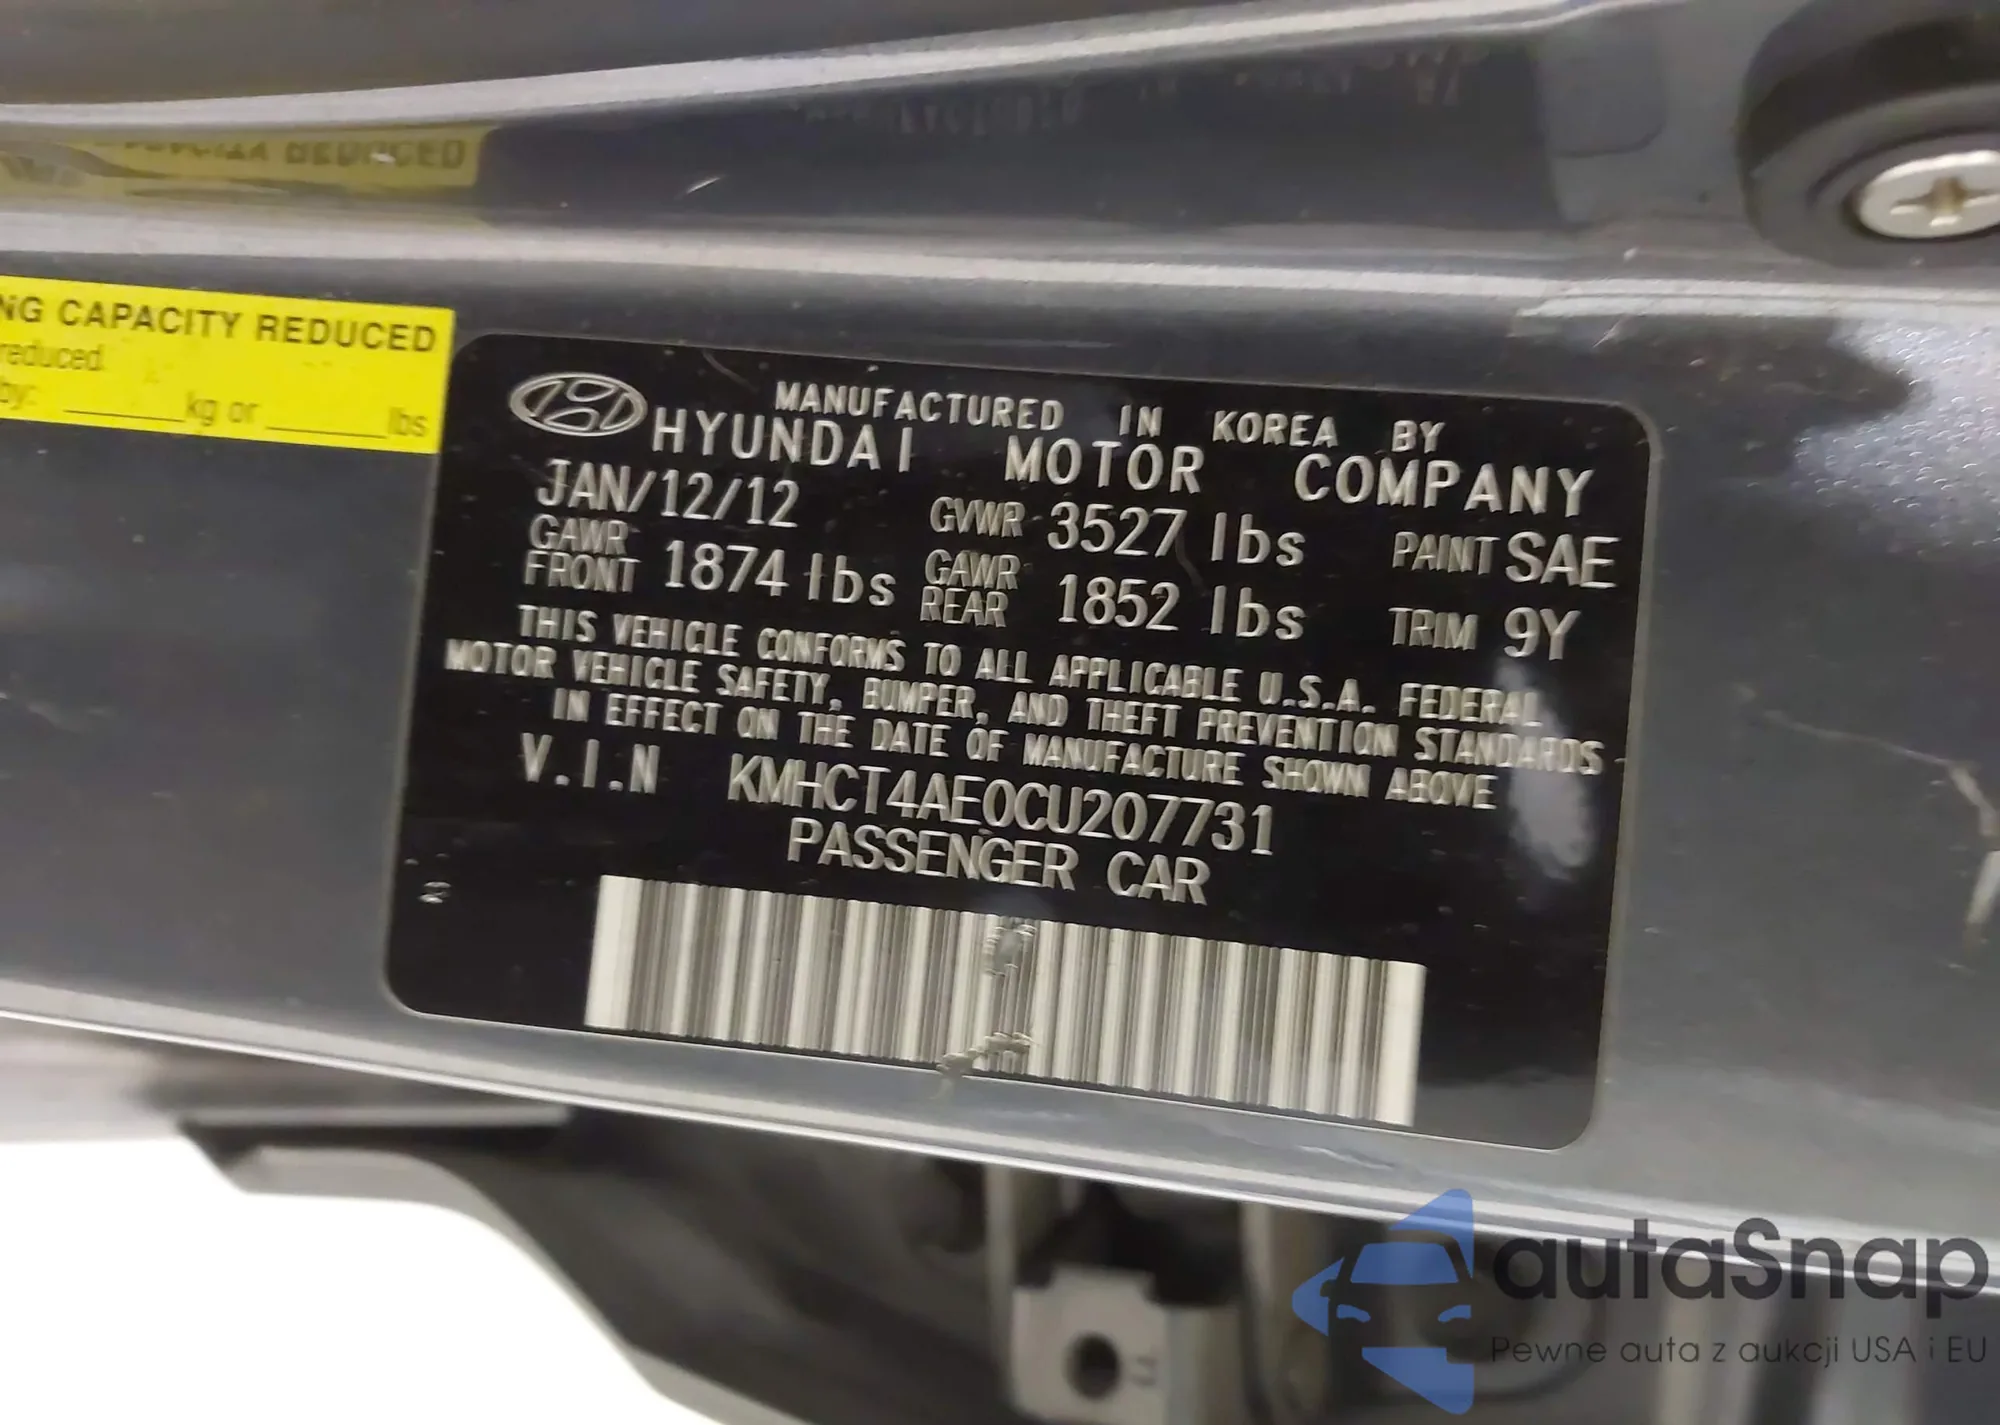 NG CAPACITY REDUCED
reduced
by: ______ kg or ______ lbs
MANUFACTURED IN KOREA BY
HYUNDAI MOTOR COMPANY
JAN/12/12 GVWR 3527 lbs PAINT SAE
GAWR FRONT 1874 lbs GAWR REAR 1852 lbs TRIM 9Y
THIS VEHICLE CONFORMS TO ALL APPLICABLE U.S.A. FEDERAL
MOTOR VEHICLE SAFETY, BUMPER, AND THEFT PREVENTION STANDARDS
IN EFFECT ON THE DATE OF MANUFACTURE SHOWN ABOVE
V.I.N KMHCT4AE0CU207731
PASSENGER CAR
autaSnap
Pewne auta z aukcji USA i EU